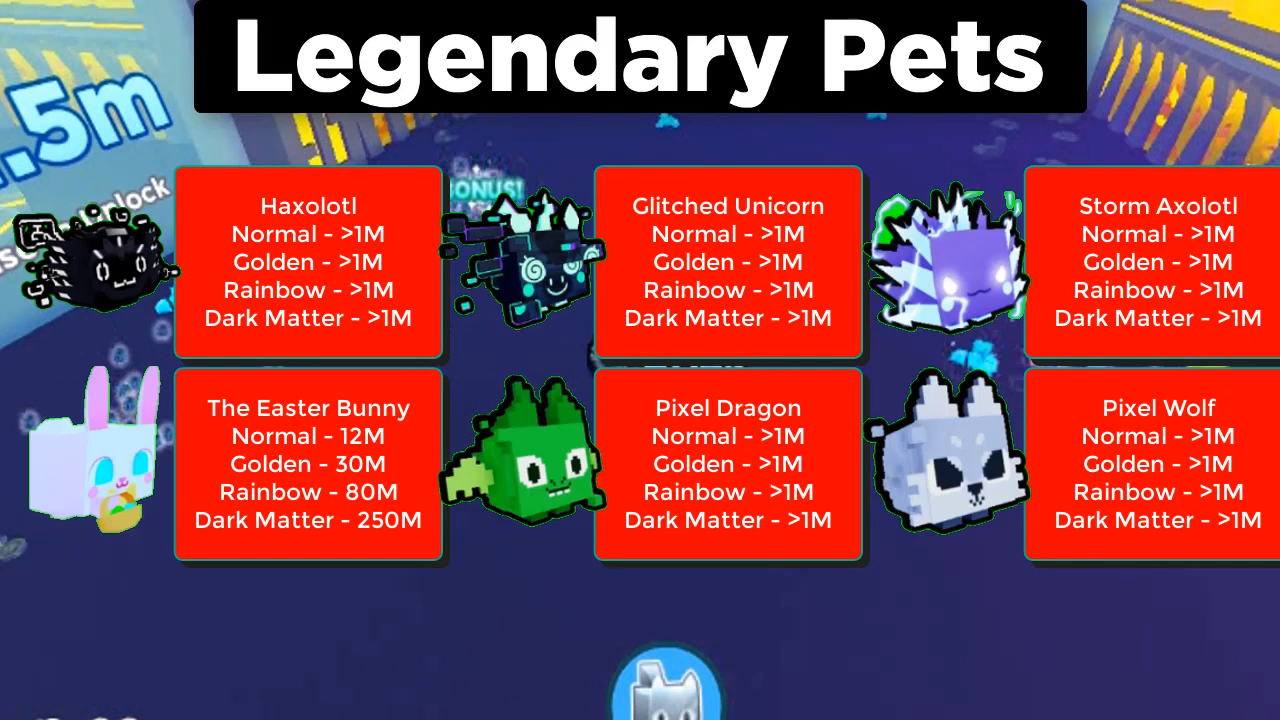 Legendary Pets
.5m
BONUS!
Haxolotl
Normal - >1M
Golden - >1M
Rainbow - >1M
Dark Matter - >1M
Glitched Unicorn
Normal - >1M
Golden - >1M
Rainbow - >1M
Dark Matter - >1M
Storm Axolotl
Normal - >1M
Golden - >1M
Rainbow - >1M
Dark Matter - >1M
The Easter Bunny
Normal - 12M
Golden - 30M
Rainbow - 80M
Dark Matter - 250M
Pixel Dragon
Normal - >1M
Golden - >1M
Rainbow - >1M
Dark Matter - >1M
Pixel Wolf
Normal - >1M
Golden - >1M
Rainbow - >1M
Dark Matter - >1M